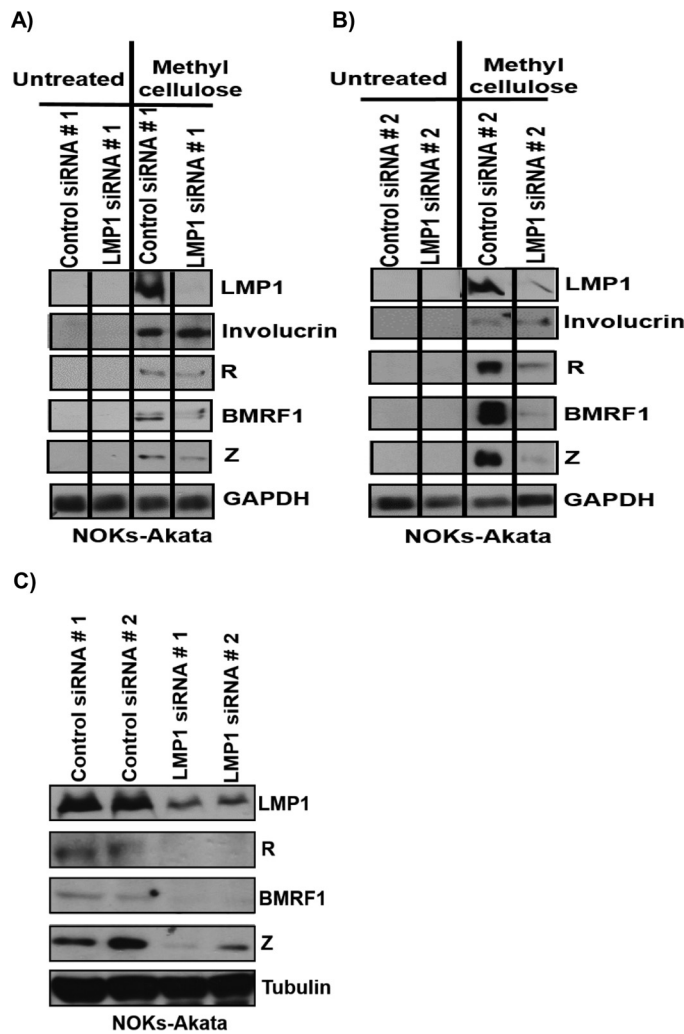 A)
Untreated
Methyl
cellulose
Control siRNA # 1
LMP1 siRNA # 1
Control siRNA # 1
LMP1 siRNA # 1
LMP1
Involucrin
R
BMRF1
Z
GAPDH
NOKs-Akata
B)
Untreated
Methyl
cellulose
Control siRNA # 2
LMP1 siRNA # 2
Control siRNA # 2
LMP1 siRNA # 2
LMP1
Involucrin
R
BMRF1
Z
GAPDH
NOKs-Akata
C)
Control siRNA # 1
Control siRNA # 2
LMP1 siRNA # 1
LMP1 siRNA # 2
LMP1
R
BMRF1
Z
Tubulin
NOKs-Akata